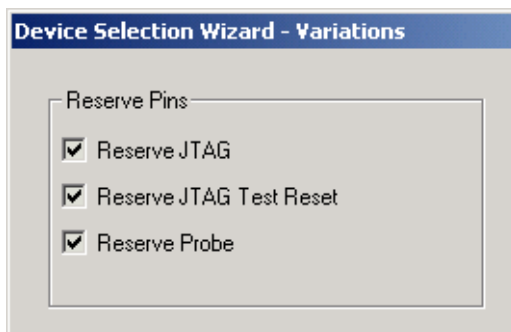 Device Selection Wizard - Variations
Reserve Pins
Reserve JTAG
Reserve JTAG Test Reset
Reserve Probe